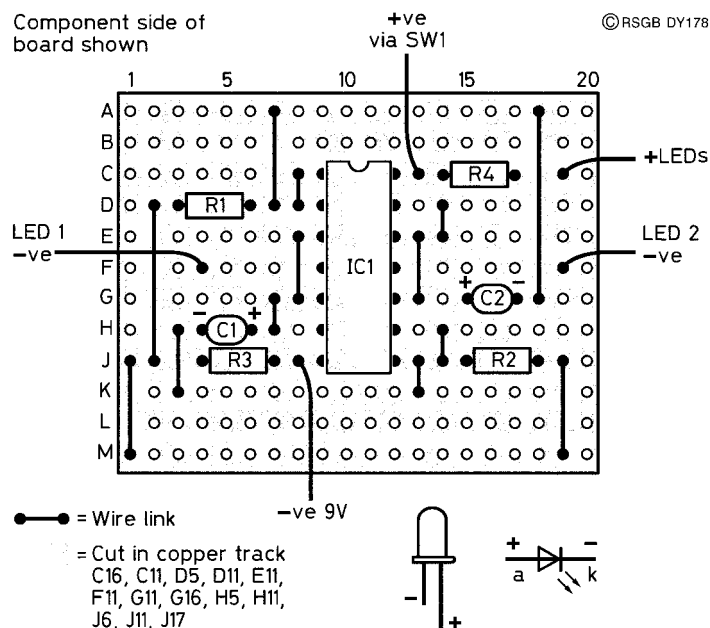 Component side of
board shown
+ve
via SW1
©RSGB DY178
1 5 10 15 20
A
B
C
D
E
F
G
H
J
K
L
M
R4
+LEDs
R1
LED 1
-ve
IC1
LED 2
-ve
+ C2 -
- C1 +
R3
R2
-ve 9V
= Wire link
= Cut in copper track
C16, C11, D5, D11, E11,
F11, G11, G16, H5, H11,
J6, J11, J17
- +
+ -
a k